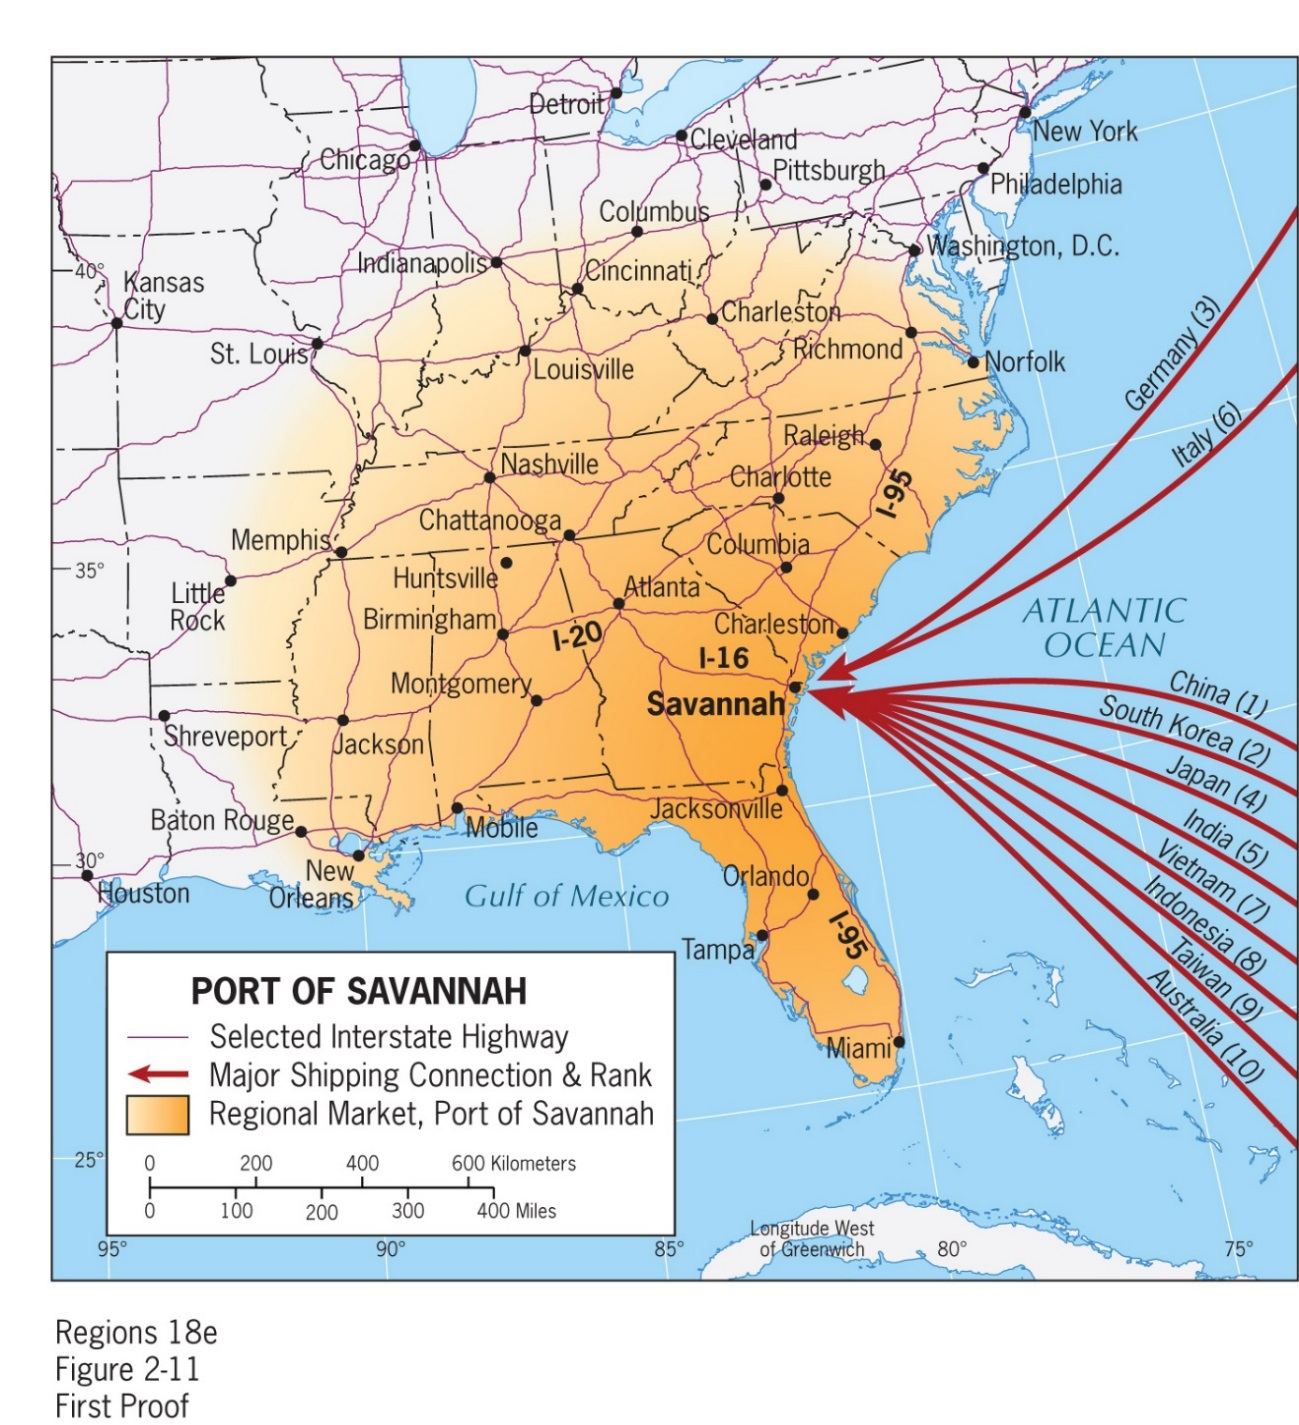 Detroit
Cleveland
New York
Chicago
Pittsburgh
Philadelphia
Columbus
Washington, D.C.
Indianapolis
Cincinnati
40°
Kansas
City
Charleston
Germany (3)
St. Louis
Richmond
Norfolk
Louisville
Italy (6)
Raleigh
Nashville
Charlotte
I-95
Chattanooga
Memphis
Columbia
35°
Huntsville
Little
Rock
Atlanta
ATLANTIC
OCEAN
Birmingham
I-20
Charleston
I-16
Montgomery
Savannah
China (1)
South Korea (2)
Shreveport
Jackson
Japan (4)
India (5)
Vietnam (7)
Indonesia (8)
Taiwan (9)
Australia (10)
Jacksonville
Baton Rouge
Mobile
30°
New
Orleans
Houston
Gulf of Mexico
Orlando
I-95
Tampa
Miami
PORT OF SAVANNAH
Selected Interstate Highway
Major Shipping Connection & Rank
Regional Market, Port of Savannah
0 200 400 600 Kilometers
0 100 200 300 400 Miles
25°
Longitude West
of Greenwich
95° 90° 85° 80° 75°
Regions 18e
Figure 2-11
First Proof